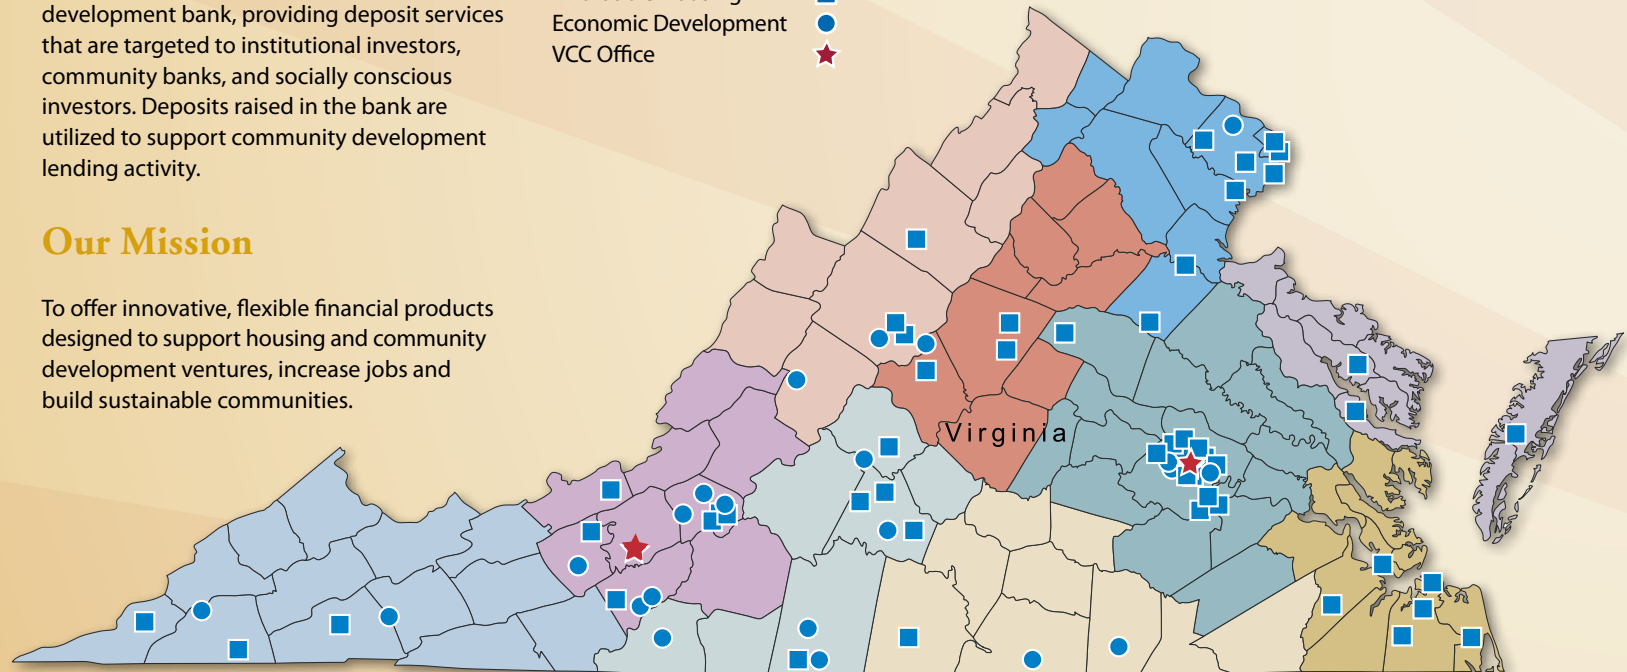 development bank, providing deposit services
that are targeted to institutional investors,
community banks, and socially conscious
investors. Deposits raised in the bank are
utilized to support community development
lending activity.
Our Mission
To offer innovative, flexible financial products
designed to support housing and community
development ventures, increase jobs and
build sustainable communities.
Economic Development
VCC Office
Virginia